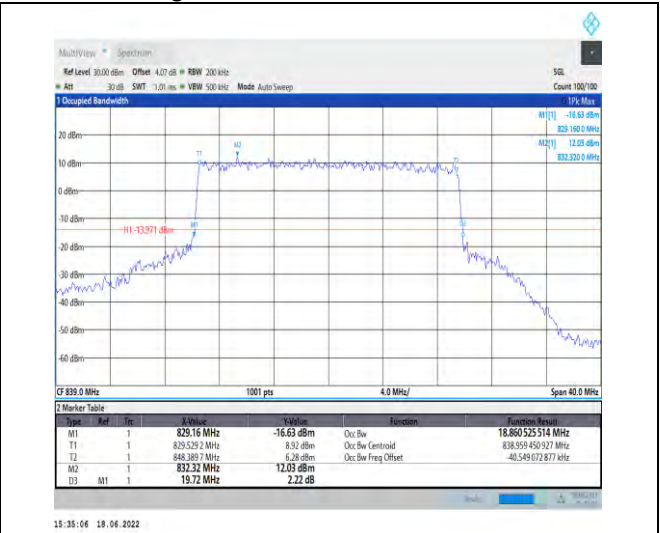 MultiView Spectrum
Ref Level 30.00 dBm Offset 4.07 dB RBW 200 kHz SGL
Att 30 dB SWT 1.01 ms VBW 500 kHz Mode Auto Sweep Count 100/100
1 Occupied Bandwidth 1Pk Max
M1[1] -16.63 dBm
829.160 0 MHz
M2[1] 12.03 dBm
832.320 0 MHz
20 dBm
M2
T1
T2
10 dBm
0 dBm
-10 dBm
M1
H1 -13.971 dBm
-20 dBm
-30 dBm
-40 dBm
-50 dBm
-60 dBm
CF 839.0 MHz 1001 pts 4.0 MHz/ Span 40.0 MHz
2 Marker Table
Type Ref Trc X-Value Y-Value Function Function Result
M1 1 829.16 MHz -16.63 dBm Occ Bw 18.860 525 514 MHz
T1 1 829.529 2 MHz 8.92 dBm Occ Bw Centroid 838.959 450 927 MHz
T2 1 848.389 7 MHz 6.28 dBm Occ Bw Freq Offset -40.549 072 877 kHz
M2 1 832.32 MHz 12.03 dBm
D3 M1 1 19.72 MHz 2.22 dB
15:35:06 18.06.2022